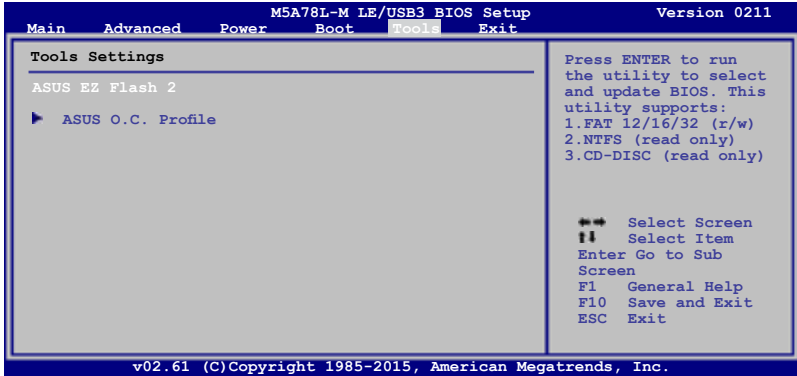 M5A78L-M LE/USB3 BIOS Setup Version 0211
Main Advanced Power Boot Tools Exit
Tools Settings
ASUS EZ Flash 2
ASUS O.C. Profile
Press ENTER to run
the utility to select
and update BIOS. This
utility supports:
1.FAT 12/16/32 (r/w)
2.NTFS (read only)
3.CD-DISC (read only)
Select Screen
Select Item
Enter Go to Sub
Screen
F1 General Help
F10 Save and Exit
ESC Exit
v02.61 (C)Copyright 1985-2015, American Megatrends, Inc.